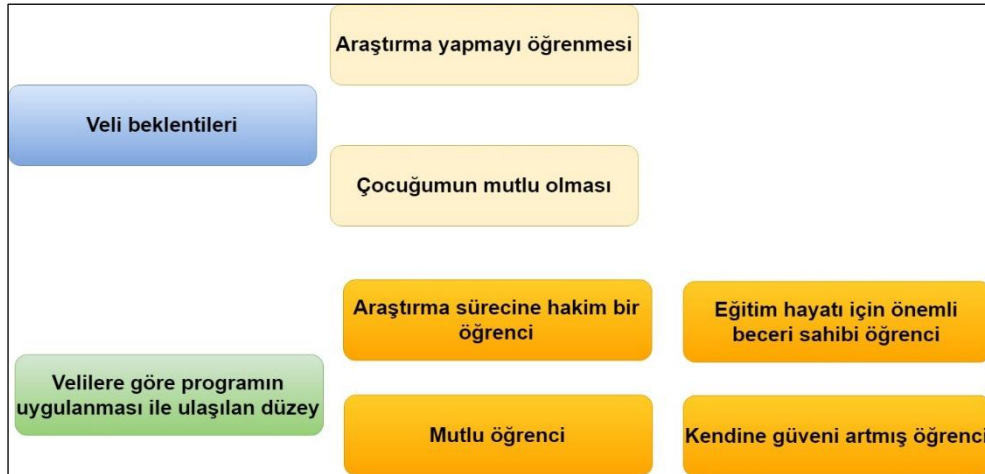 Araştırma yapmayı öğrenmesi
Veli beklentileri
Çocuğumun mutlu olması
Araştırma sürecine hakim bir
öğrenci
Eğitim hayatı için önemli
beceri sahibi öğrenci
Velilere göre programın
uygulanması ile ulaşılan düzey
Mutlu öğrenci
Kendine güveni artmış öğrenci